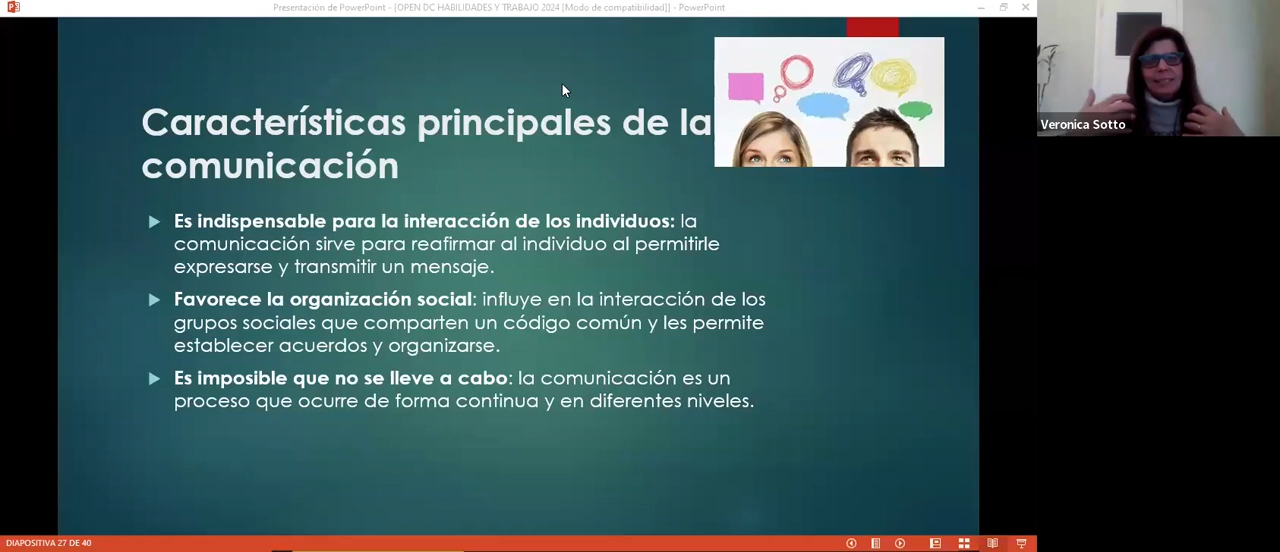 Presentación de PowerPoint - [OPEN DC HABILIDADES Y TRABAJO 2024 [Modo de compatibilidad]] - PowerPoint
Veronica Sotto
Características principales de la
comunicación
Es indispensable para la interacción de los individuos: la
comunicación sirve para reafirmar al individuo al permitirle
expresarse y transmitir un mensaje.
Favorece la organización social: influye en la interacción de los
grupos sociales que comparten un código común y les permite
establecer acuerdos y organizarse.
Es imposible que no se lleve a cabo: la comunicación es un
proceso que ocurre de forma continua y en diferentes niveles.
DIAPOSITIVA 27 DE 40